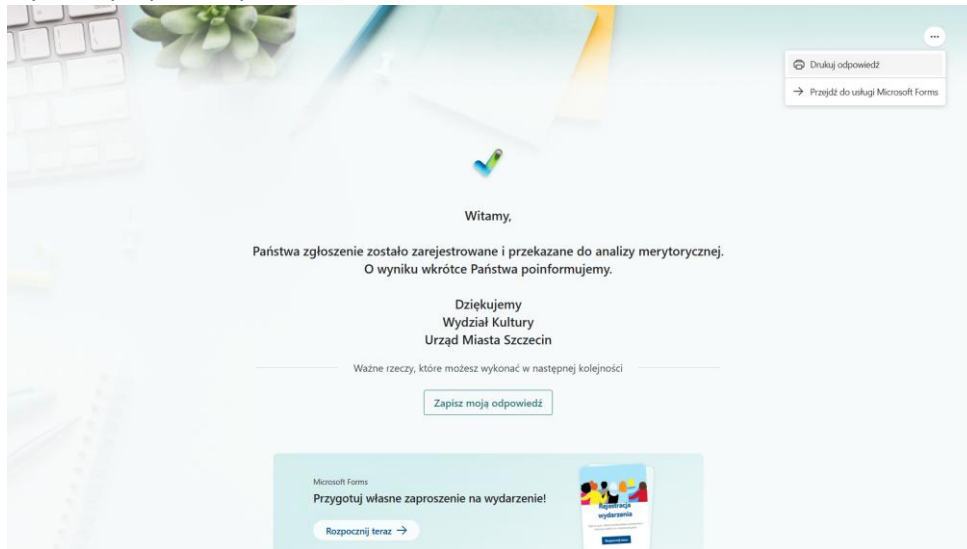 ...
Drukuj odpowiedź
Przejdź do usługi Microsoft Forms
Witamy,
Państwa zgłoszenie zostało zarejestrowane i przekazane do analizy merytorycznej.
O wyniku wkrótce Państwa poinformujemy.
Dziękujemy
Wydział Kultury
Urząd Miasta Szczecin
Ważne rzeczy, które możesz wykonać w następnej kolejności
Zapisz moją odpowiedź
Microsoft Forms
Przygotuj własne zaproszenie na wydarzenie!
Rozpocznij teraz →
Rejestracja
wydarzenia